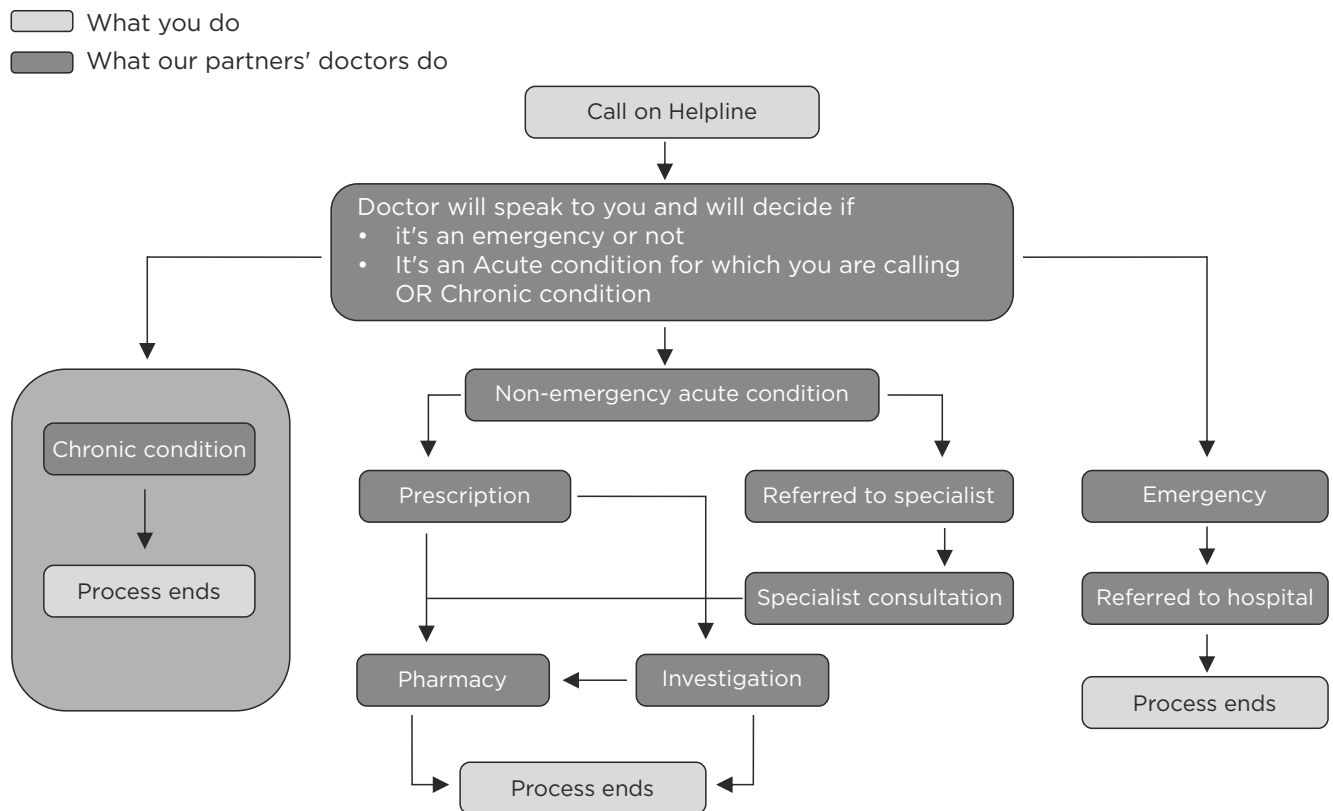 What you do
What our partners' doctors do
Call on Helpline
Doctor will speak to you and will decide if
• it's an emergency or not
• It's an Acute condition for which you are calling
OR Chronic condition
Non-emergency acute condition
Chronic condition
Prescription
Referred to specialist
Emergency
Process ends
Specialist consultation
Referred to hospital
Pharmacy
Investigation
Process ends
Process ends